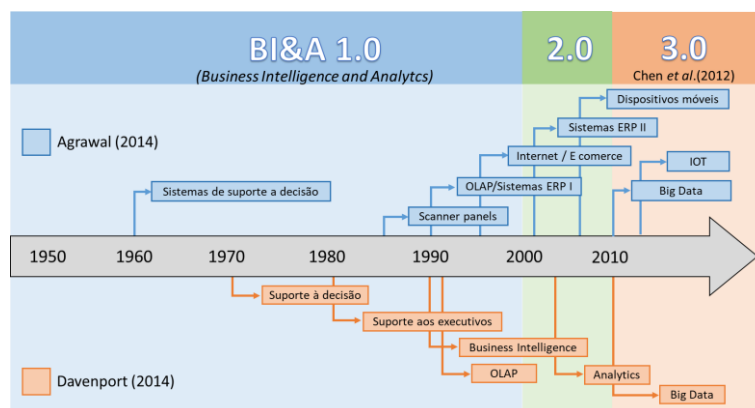 BI&A 1.0
(Business Intelligence and Analytcs)
2.0
3.0
Chen et al.(2012)
Dispositivos móveis
Agrawal (2014)
Sistemas ERP II
Internet / E comerce
IOT
Sistemas de suporte a decisão
OLAP/Sistemas ERP I
Big Data
Scanner panels
1950 1960 1970 1980 1990 2000 2010
Suporte à decisão
Suporte aos executivos
Business Intelligence
Davenport (2014)
OLAP
Analytics
Big Data